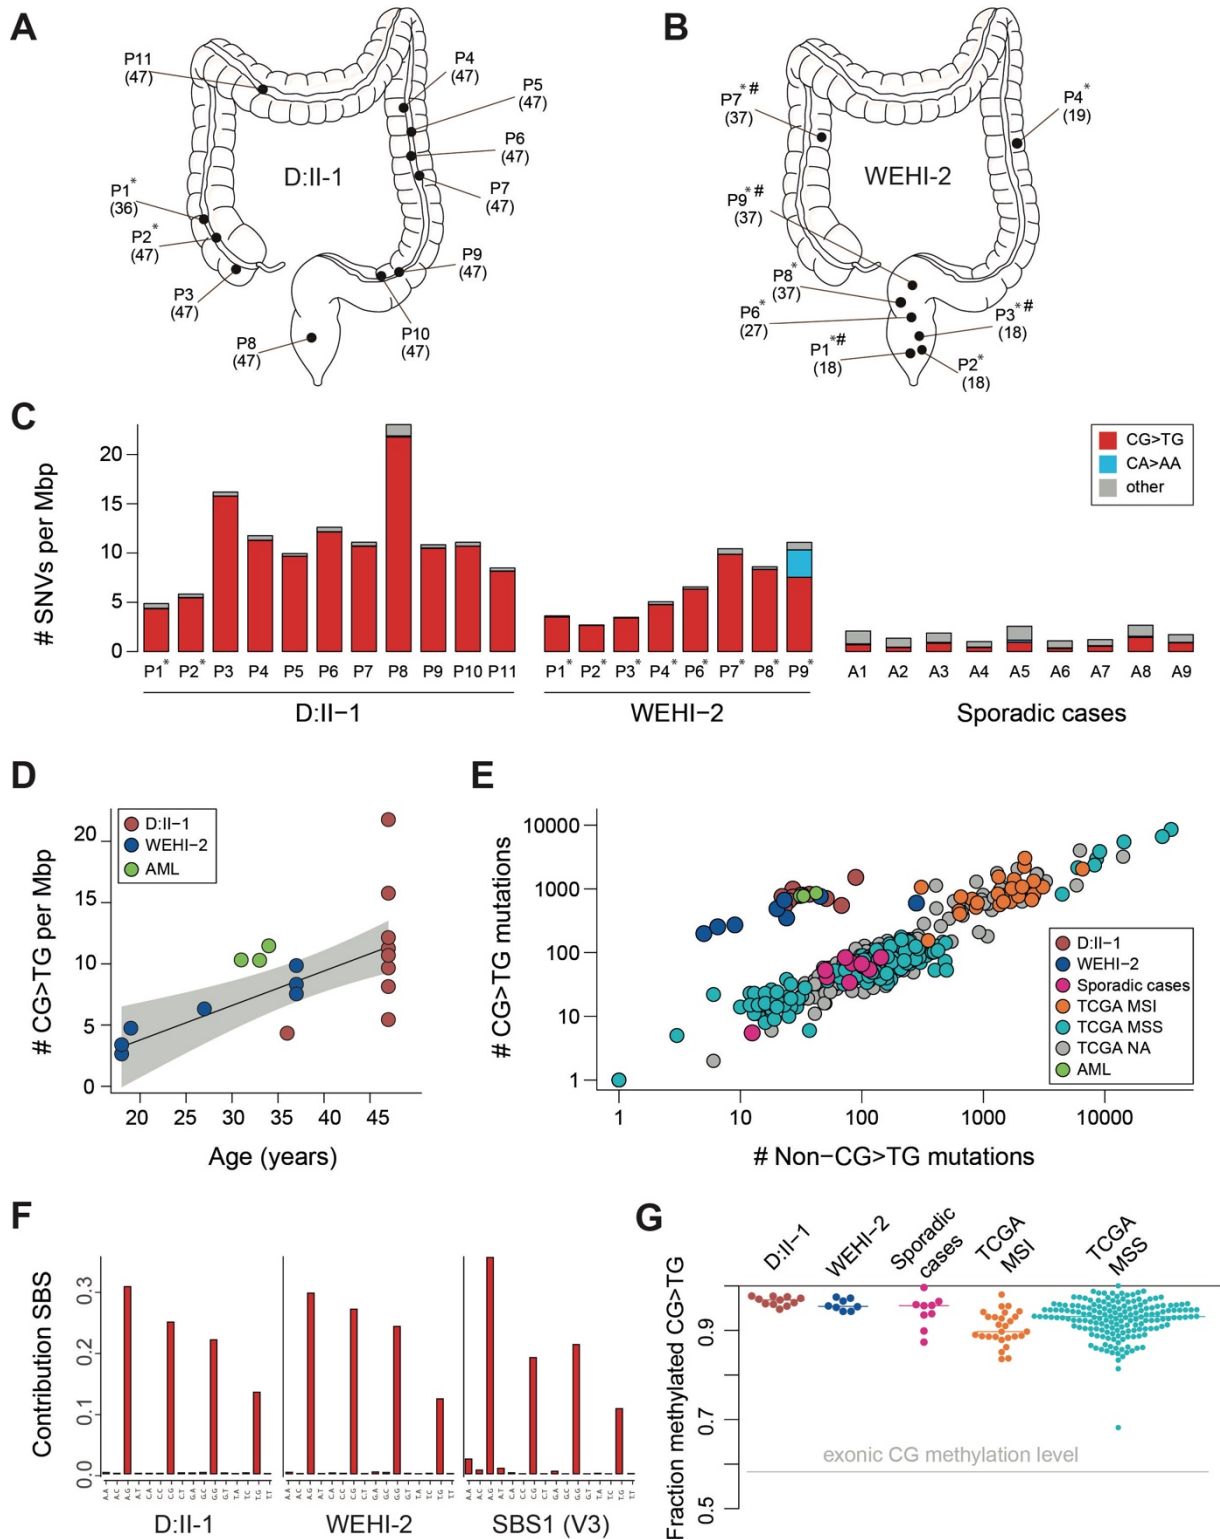 A
P11
(47)
P4
(47)
P5
(47)
P6
(47)
P7
(47)
D:II-1
P1*
(36)
P2*
(47)
P3
(47)
P9
(47)
P10
(47)
P8
(47)
B
P7*#
(37)
P4*
(19)
WEHI-2
P9*#
(37)
P8*
(37)
P6*
(27)
P3*#
(18)
P1*#
(18)
P2*
(18)
C
# SNVs per Mbp
20
15
10
5
0
CG>TG
CA>AA
other
P1* P2* P3 P4 P5 P6 P7 P8 P9 P10 P11
P1* P2* P3* P4* P6* P7* P8* P9*
A1 A2 A3 A4 A5 A6 A7 A8 A9
D:II−1
WEHI−2
Sporadic cases
D
# CG>TG per Mbp
20
15
10
5
0
D:II−1
WEHI−2
AML
20 25 30 35 40 45
Age (years)
E
# CG>TG mutations
10000
1000
100
10
1
D:II−1
WEHI−2
Sporadic cases
TCGA MSI
TCGA MSS
TCGA NA
AML
1 10 100 1000 10000
# Non−CG>TG mutations
F
Contribution SBS
0.3
0.2
0.1
0.0
A.A A.C A.G A.T C.A C.C C.G C.T G.A G.C G.G G.T T.A T.C T.G T.T
A.A A.C A.G A.T C.A C.C C.G C.T G.A G.C G.G G.T T.A T.C T.G T.T
A.A A.C A.G A.T C.A C.C C.G C.T G.A G.C G.G G.T T.A T.C T.G T.T
D:II−1
WEHI−2
SBS1 (V3)
G
D:II−1
WEHI−2
Sporadic
cases
TCGA
MSI
TCGA
MSS
Fraction methylated CG>TG
0.9
0.7
0.5
exonic CG methylation level